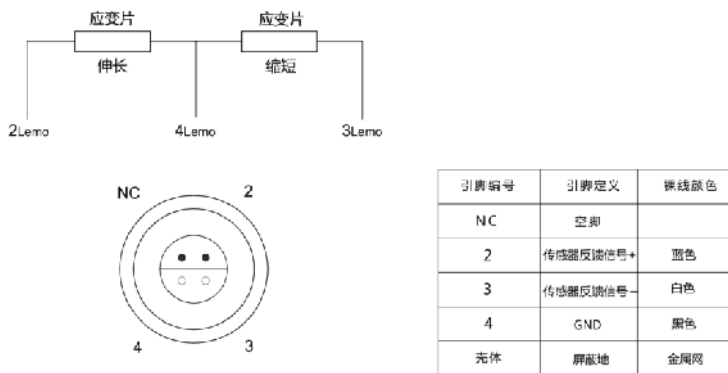 应变片 应变片
伸长 缩短
2Lemo 4Lemo 3Lemo
NC 2
4 3
引脚编号 引脚定义 裸线颜色
NC 空脚
2 传感器反馈信号+ 蓝色
3 传感器反馈信号- 白色
4 GND 黑色
壳体 屏蔽地 金属网